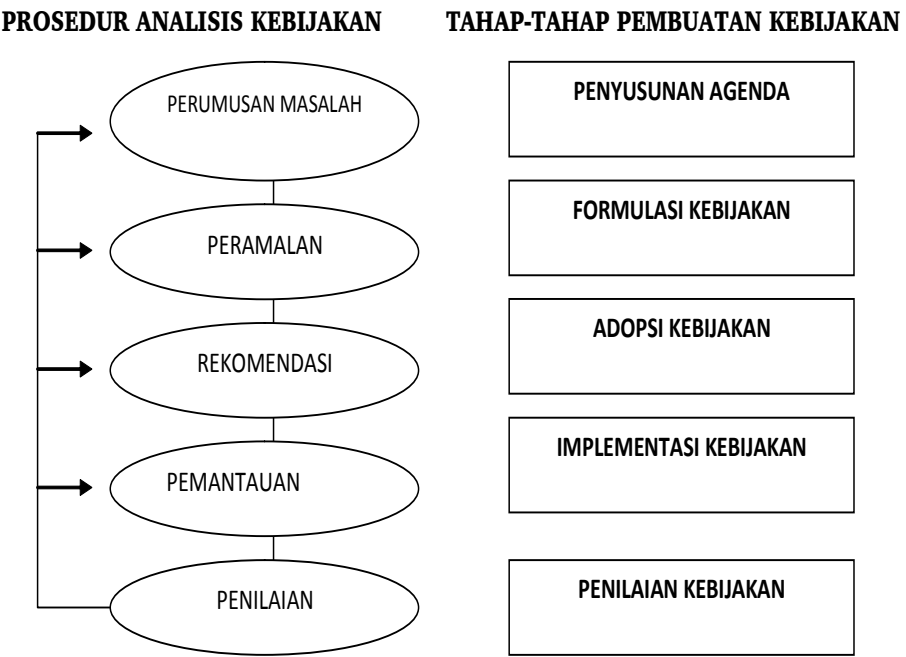 PROSEDUR ANALISIS KEBIJAKAN
TAHAP-TAHAP PEMBUATAN KEBIJAKAN
PERUMUSAN MASALAH
PENYUSUNAN AGENDA
PERAMALAN
FORMULASI KEBIJAKAN
REKOMENDASI
ADOPSI KEBIJAKAN
PEMANTAUAN
IMPLEMENTASI KEBIJAKAN
PENILAIAN
PENILAIAN KEBIJAKAN